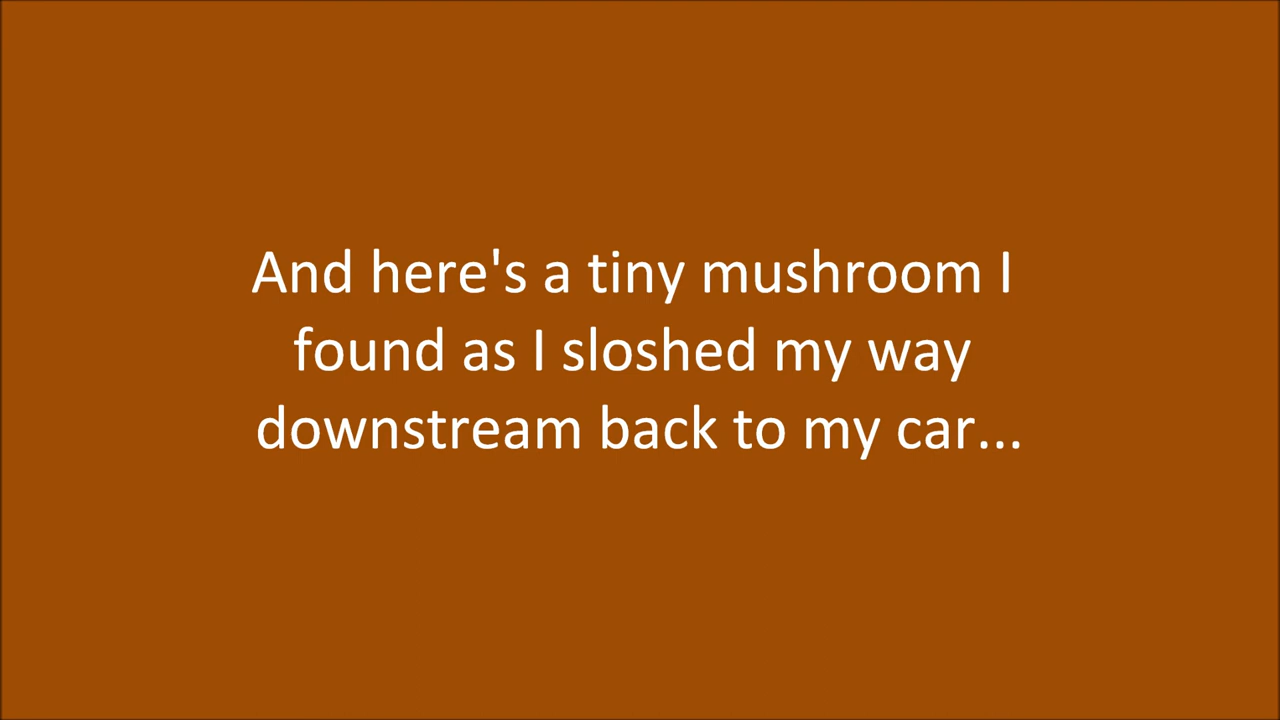 And here's a tiny mushroom I
found as I sloshed my way
downstream back to my car...